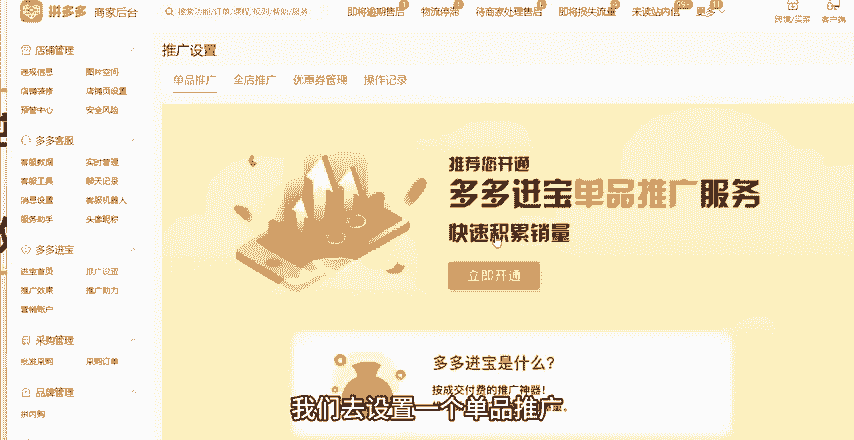 拼多多 商家后台
搜索功能/订单/课程/规则/帮助/服务
即将逾期售后
物流停滞
待商家处理售后
即将损失流量
未读站内信
更多
客户端
推广设置
单品推广 全店推广 优惠券管理 操作记录
店铺管理
违规信息 图片空间
店铺装修 店铺页设置
预警中心 安全风险
多多客服
客服数据 实时管理
客服工具 聊天记录
消息设置 客服机器人
服务助手 头像昵称
多多进宝
进宝首页 推广设置
推广效果 推广助力
营销账户
采购管理
批发采购 采购订单
品牌管理
拼内购
推荐您开通
多多进宝单品推广服务
快速积累销量
立即开通
多多进宝是什么？
按成交付费的推广神器！
我们去设置一个单品推广